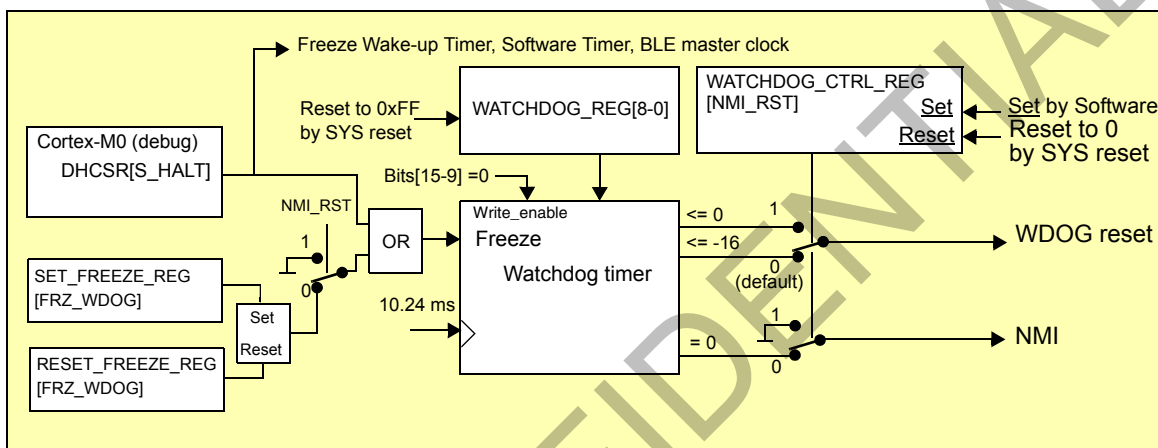 Freeze Wake-up Timer, Software Timer, BLE master clock
Reset to 0xFF
by SYS reset
WATCHDOG_REG[8-0]
WATCHDOG_CTRL_REG
[NMI_RST]
Set
Reset
Set by Software
Reset to 0
by SYS reset
Cortex-M0 (debug)
DHCSR[S_HALT]
Bits[15-9] =0
NMI_RST
1
0
OR
Write_enable
Freeze
Watchdog timer
<= 0
<= -16
1
0
(default)
WDOG reset
SET_FREEZE_REG
[FRZ_WDOG]
Set
Reset
RESET_FREEZE_REG
[FRZ_WDOG]
10.24 ms
= 0
1
0
NMI